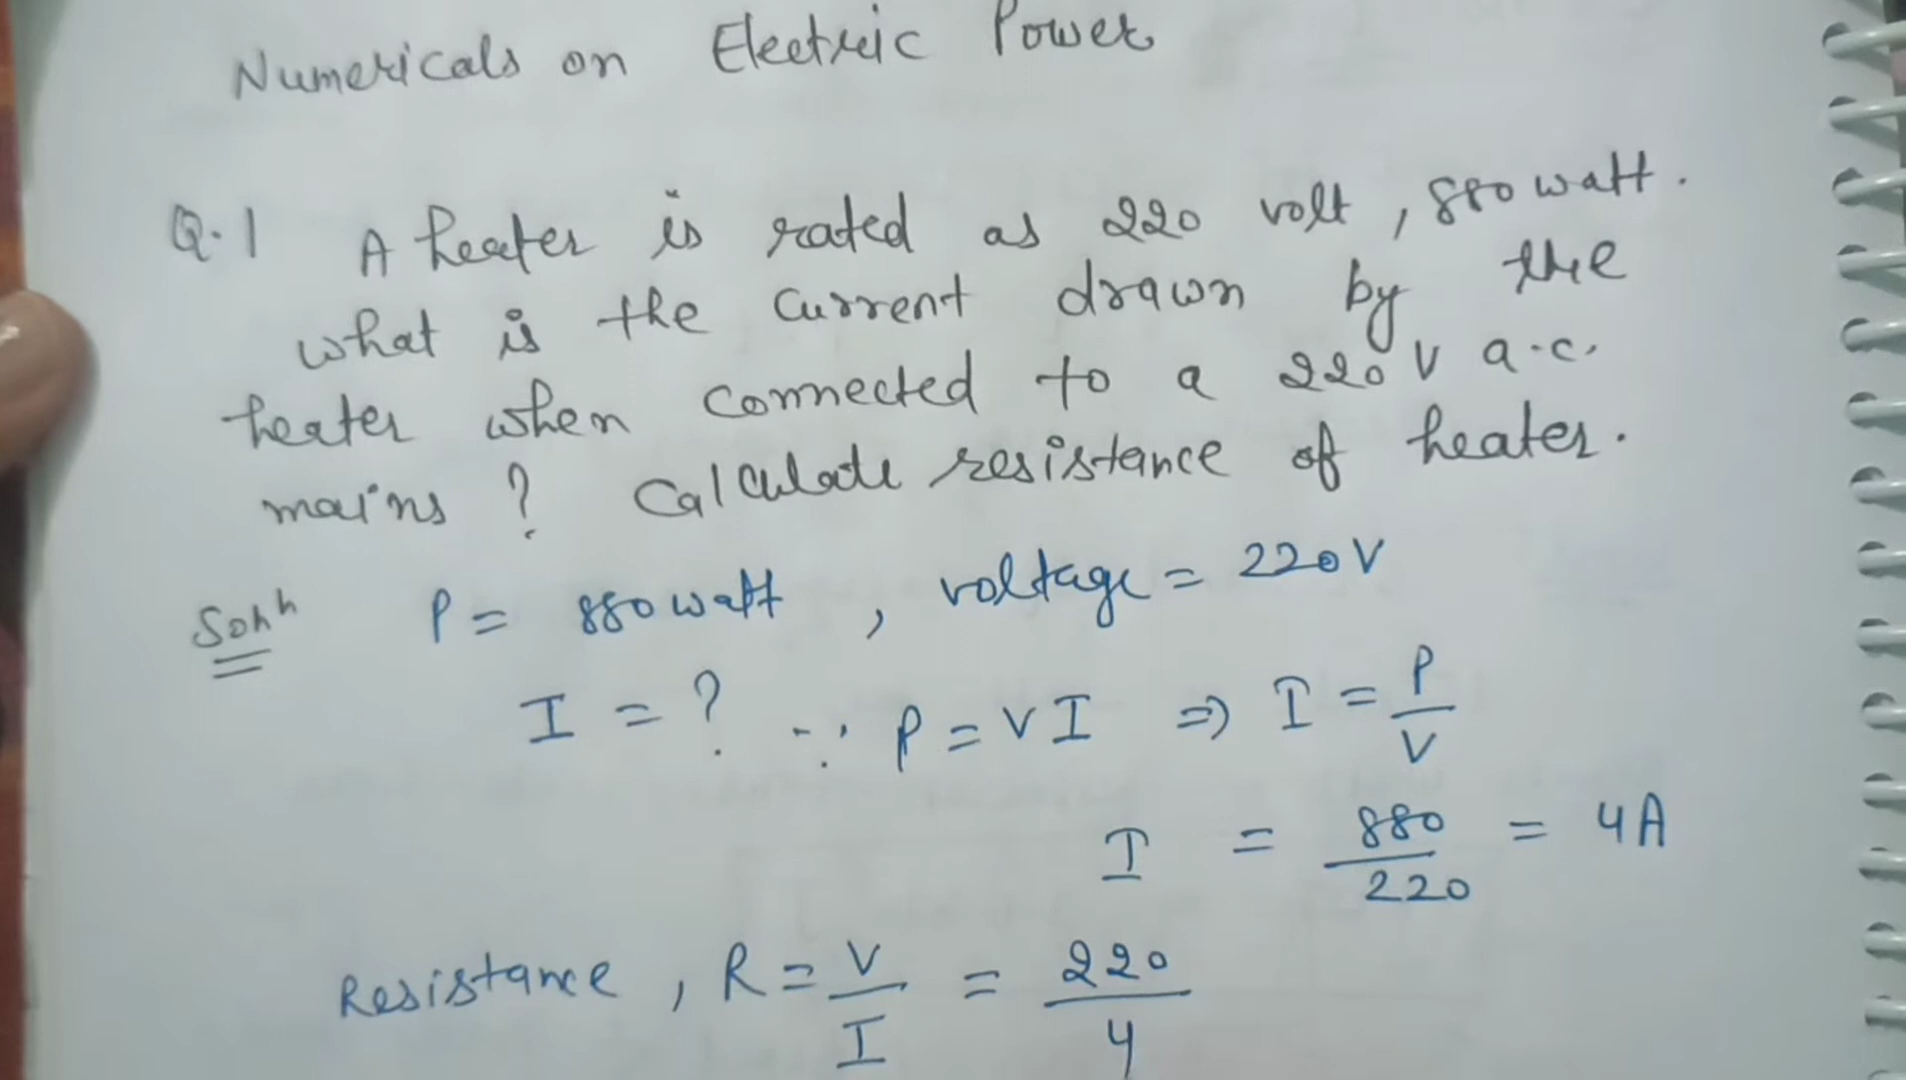 Numericals on Electric Power
Q.1 A heater is rated as 220 volt, 880 watt.
what is the current drawn by the
heater when connected to a 220 V a.c.
mains ? Calculate resistance of heater.
Solⁿ P = 880 watt , voltage = 220V
I = ? ∵ P = VI ⇒ I = P/V
I = 880/220 = 4A
Resistance , R = V/I = 220/4